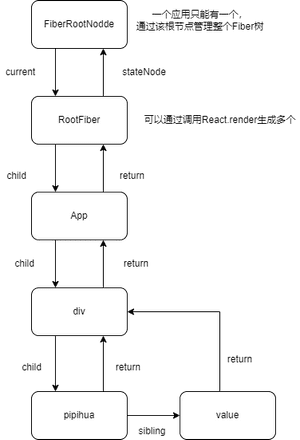 FiberRootNodde
一个应用只能有一个，
通过该根节点管理整个Fiber树
current
stateNode
RootFiber
可以通过调用React.render生成多个
child
return
App
child
return
div
child
return
return
pipihua
value
sibling